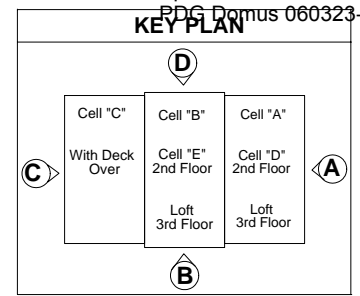 PDG Domus 060323-
KEY PLAN
D
Cell "C"
Cell "B"
Cell "A"
With Deck
Over
Cell "E"
2nd Floor
Cell "D"
2nd Floor
C
A
Loft
3rd Floor
Loft
3rd Floor
B